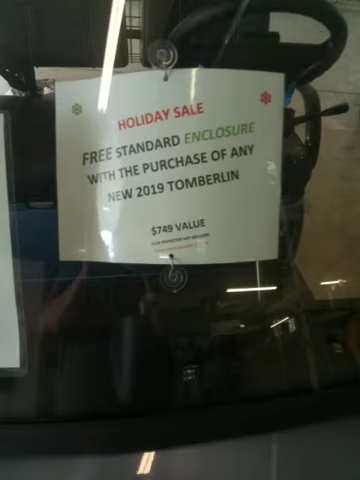 HOLIDAY SALE
FREE STANDARD ENCLOSURE
WITH THE PURCHASE OF ANY
NEW 2019 TOMBERLIN
$749 VALUE